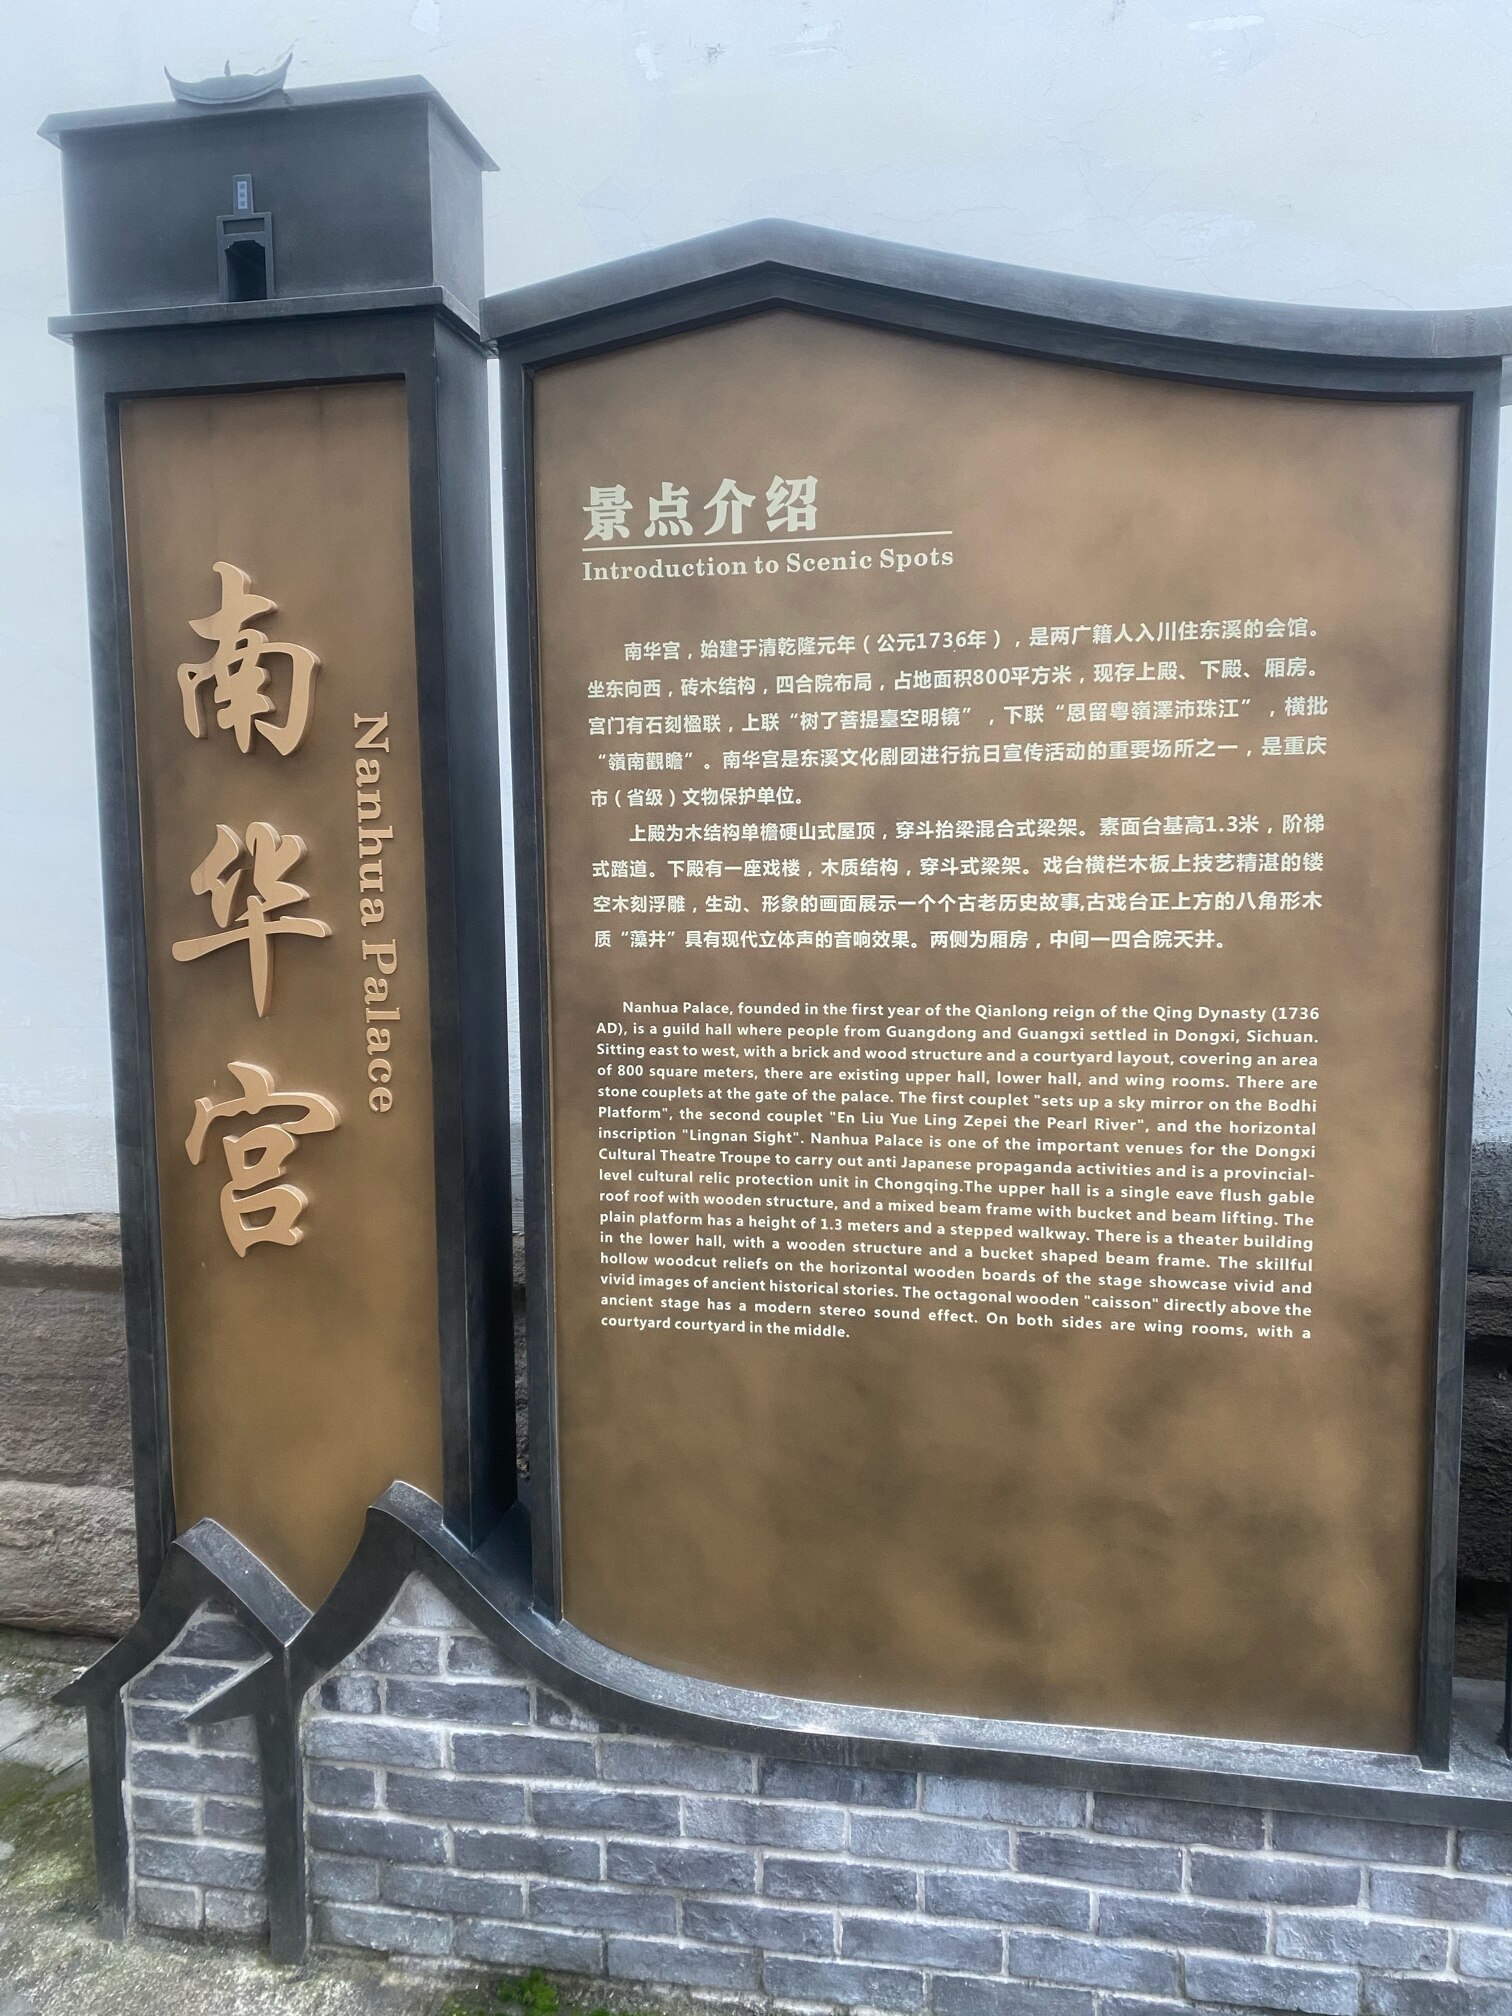 南华宫
Nanhua Palace
景点介绍
Introduction to Scenic Spots
南华宫，始建于清乾隆元年（公元1736年），是两广籍人入川住东溪的会馆。
坐东向西，砖木结构，四合院布局，占地面积800平方米，现存上殿、下殿、厢房。
宫门有石刻楹联，上联“树了菩提臺空明镜”，下联“恩留粤嶺澤沛珠江”，横批
“嶺南觀瞻”。南华宫是东溪文化剧团进行抗日宣传活动的重要场所之一，是重庆
市（省级）文物保护单位。
上殿为木结构单檐硬山式屋顶，穿斗抬梁混合式梁架。素面台基高1.3米，阶梯
式踏道。下殿有一座戏楼，木质结构，穿斗式梁架。戏台横栏木板上技艺精湛的镂
空木刻浮雕，生动、形象的画面展示一个个古老历史故事,古戏台正上方的八角形木
质“藻井”具有现代立体声的音响效果。两侧为厢房，中间一四合院天井。
Nanhua Palace, founded in the first year of the Qianlong reign of the Qing Dynasty (1736
AD), is a guild hall where people from Guangdong and Guangxi settled in Dongxi, Sichuan.
Sitting east to west, with a brick and wood structure and a courtyard layout, covering an area
of 800 square meters, there are existing upper hall, lower hall, and wing rooms. There are
stone couplets at the gate of the palace. The first couplet "sets up a sky mirror on the Bodhi
Platform", the second couplet "En Liu Yue Ling Zepei the Pearl River", and the horizontal
inscription "Lingnan Sight". Nanhua Palace is one of the important venues for the Dongxi
Cultural Theatre Troupe to carry out anti Japanese propaganda activities and is a provincial-
level cultural relic protection unit in Chongqing.The upper hall is a single eave flush gable
roof roof with wooden structure, and a mixed beam frame with bucket and beam lifting. The
plain platform has a height of 1.3 meters and a stepped walkway. There is a theater building
in the lower hall, with a wooden structure and a bucket shaped beam frame. The skillful
hollow woodcut reliefs on the horizontal wooden boards of the stage showcase vivid and
vivid images of ancient historical stories. The octagonal wooden "caisson" directly above the
ancient stage has a modern stereo sound effect. On both sides are wing rooms, with a
courtyard courtyard in the middle.